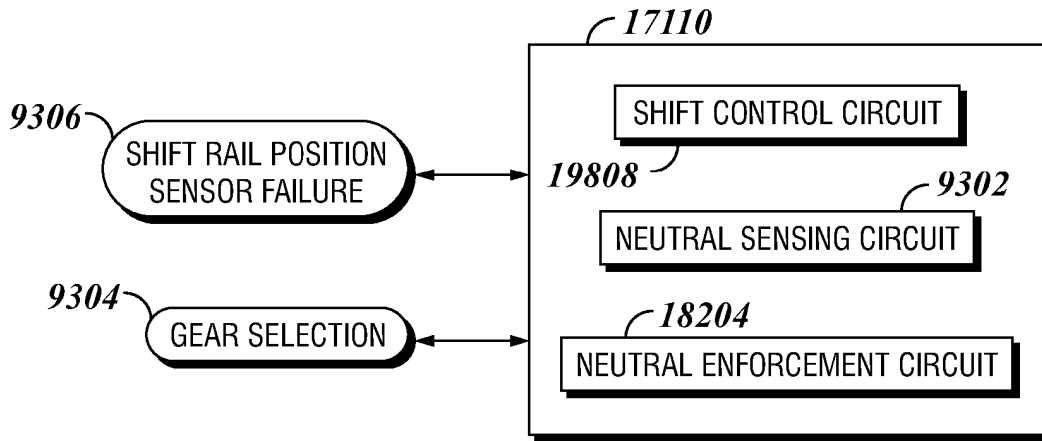 17110
9306
SHIFT RAIL POSITION
SENSOR FAILURE
SHIFT CONTROL CIRCUIT
19808
9302
NEUTRAL SENSING CIRCUIT
9304
GEAR SELECTION
18204
NEUTRAL ENFORCEMENT CIRCUIT